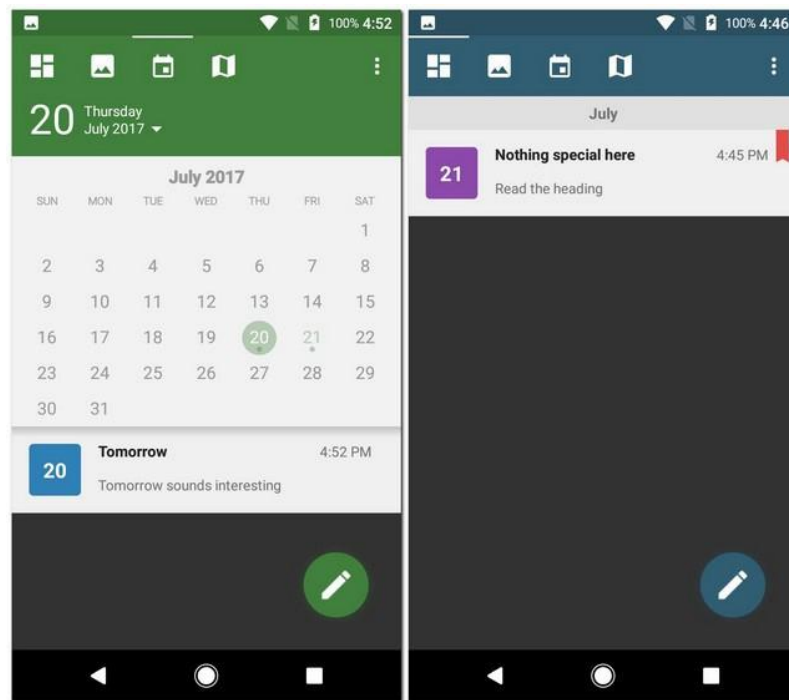 100% 4:52
20
Thursday
July 2017
July 2017
SUN MON TUE WED THU FRI SAT
1
2 3 4 5 6 7 8
9 10 11 12 13 14 15
16 17 18 19 20 21 22
23 24 25 26 27 28 29
30 31
20
Tomorrow 4:52 PM
Tomorrow sounds interesting
100% 4:46
July
21
Nothing special here 4:45 PM
Read the heading